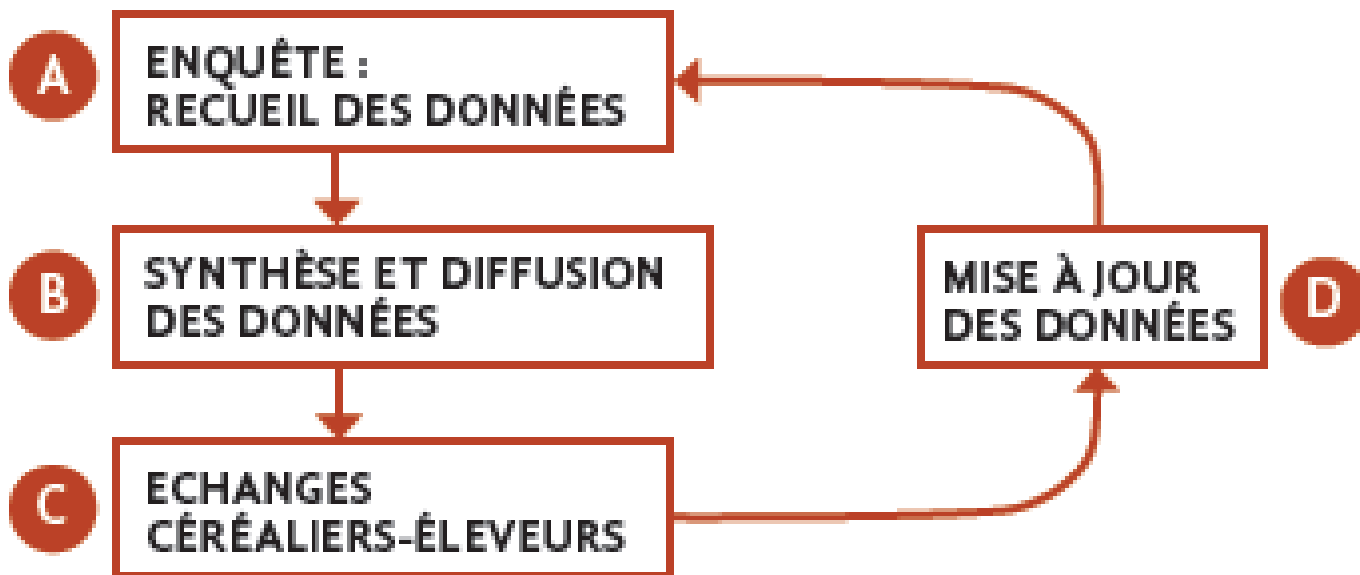 A
ENQUÊTE :
RECUEIL DES DONNÉES
B
SYNTHÈSE ET DIFFUSION
DES DONNÉES
C
ECHANGES
CÉRÉALIERS-ÉLEVEURS
MISE À JOUR
DES DONNÉES
D